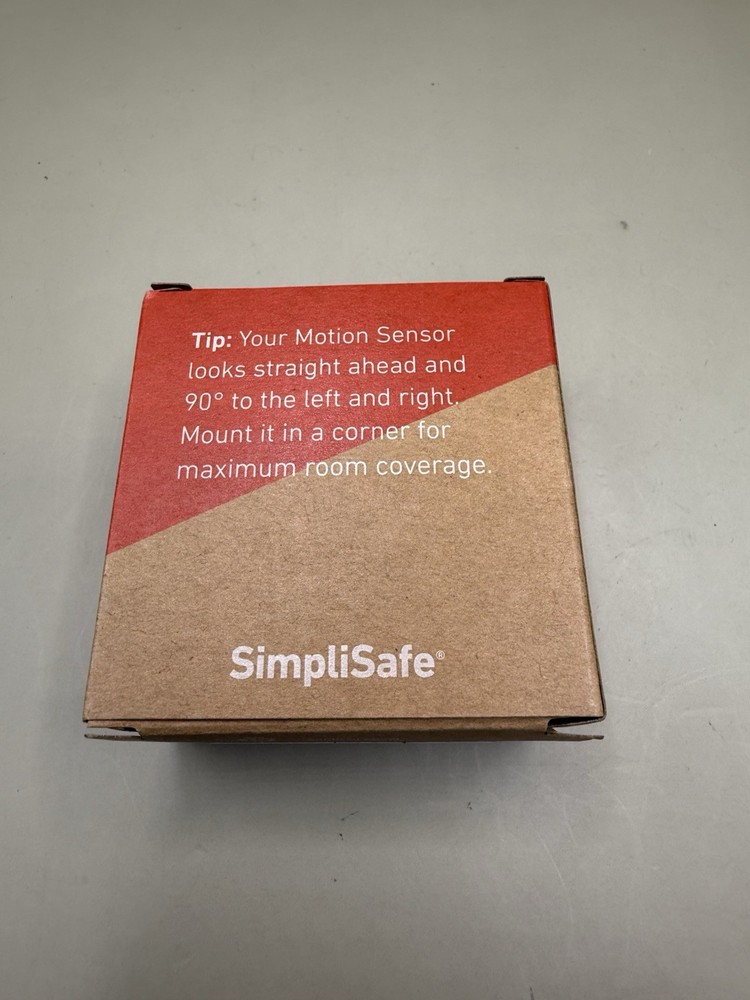 Tip: Your Motion Sensor
looks straight ahead and
90° to the left and right.
Mount it in a corner for
maximum room coverage.
SimpliSafe®